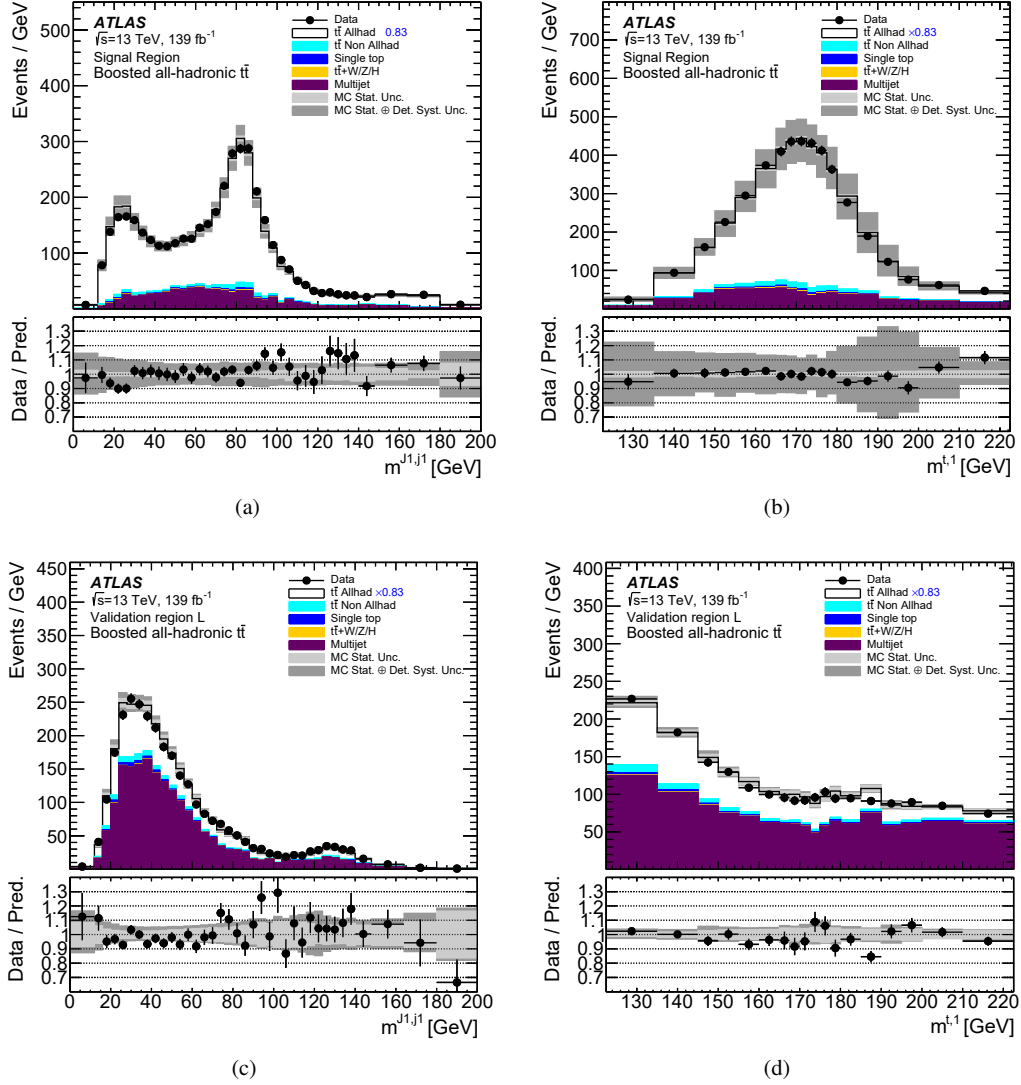 ATLAS
√s=13 TeV, 139 fb-1
Signal Region
Boosted all-hadronic tt̄
Data
tt̄ Allhad 0.83
tt̄ Non Allhad
Single top
tt̄+W/Z/H
Multijet
MC Stat. Unc.
MC Stat. ⊕ Det. Syst. Unc.
Events / GeV
500
400
300
200
100
Data / Pred.
1.3
1.2
1.1
1
0.9
0.8
0.7
0 20 40 60 80 100 120 140 160 180 200
mJ1,j1 [GeV]
(a)
ATLAS
√s=13 TeV, 139 fb-1
Signal Region
Boosted all-hadronic tt̄
Data
tt̄ Allhad ×0.83
tt̄ Non Allhad
Single top
tt̄+W/Z/H
Multijet
MC Stat. Unc.
MC Stat. ⊕ Det. Syst. Unc.
Events / GeV
700
600
500
400
300
200
100
Data / Pred.
1.3
1.2
1.1
1
0.9
0.8
0.7
130 140 150 160 170 180 190 200 210 220
mt,1 [GeV]
(b)
ATLAS
√s=13 TeV, 139 fb-1
Validation region L
Boosted all-hadronic tt̄
Data
tt̄ Allhad ×0.83
tt̄ Non Allhad
Single top
tt̄+W/Z/H
Multijet
MC Stat. Unc.
MC Stat. ⊕ Det. Syst. Unc.
Events / GeV
450
400
350
300
250
200
150
100
50
Data / Pred.
1.3
1.2
1.1
1
0.9
0.8
0.7
0 20 40 60 80 100 120 140 160 180 200
mJ1,j1 [GeV]
(c)
ATLAS
√s=13 TeV, 139 fb-1
Validation region L
Boosted all-hadronic tt̄
Data
tt̄ Allhad ×0.83
tt̄ Non Allhad
Single top
tt̄+W/Z/H
Multijet
MC Stat. Unc.
MC Stat. ⊕ Det. Syst. Unc.
Events / GeV
400
350
300
250
200
150
100
50
Data / Pred.
1.3
1.2
1.1
1
0.9
0.8
0.7
130 140 150 160 170 180 190 200 210 220
mt,1 [GeV]
(d)